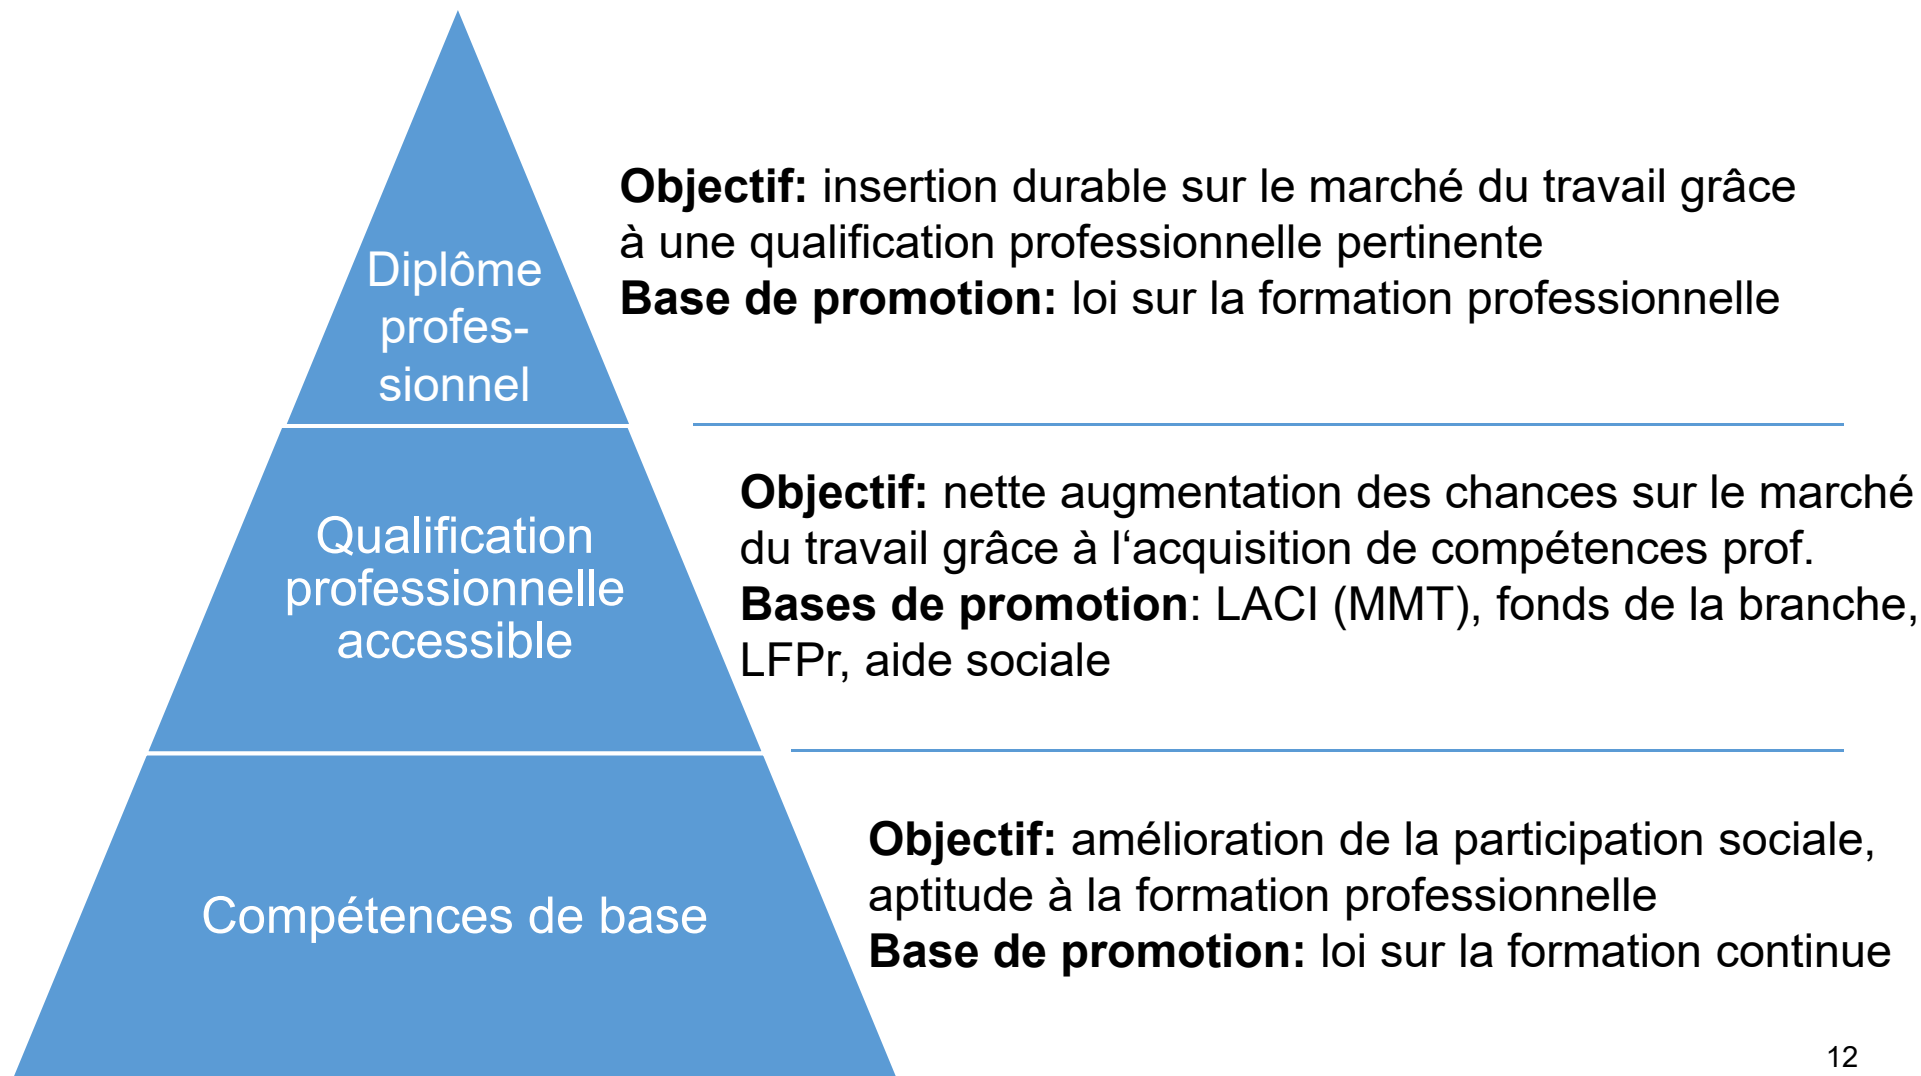 Diplôme
profes-
sionnel
Objectif: insertion durable sur le marché du travail grâce
à une qualification professionnelle pertinente
Base de promotion: loi sur la formation professionnelle
Qualification
professionnelle
accessible
Objectif: nette augmentation des chances sur le marché
du travail grâce à l‘acquisition de compétences prof.
Bases de promotion: LACI (MMT), fonds de la branche,
LFPr, aide sociale
Compétences de base
Objectif: amélioration de la participation sociale,
aptitude à la formation professionnelle
Base de promotion: loi sur la formation continue
12